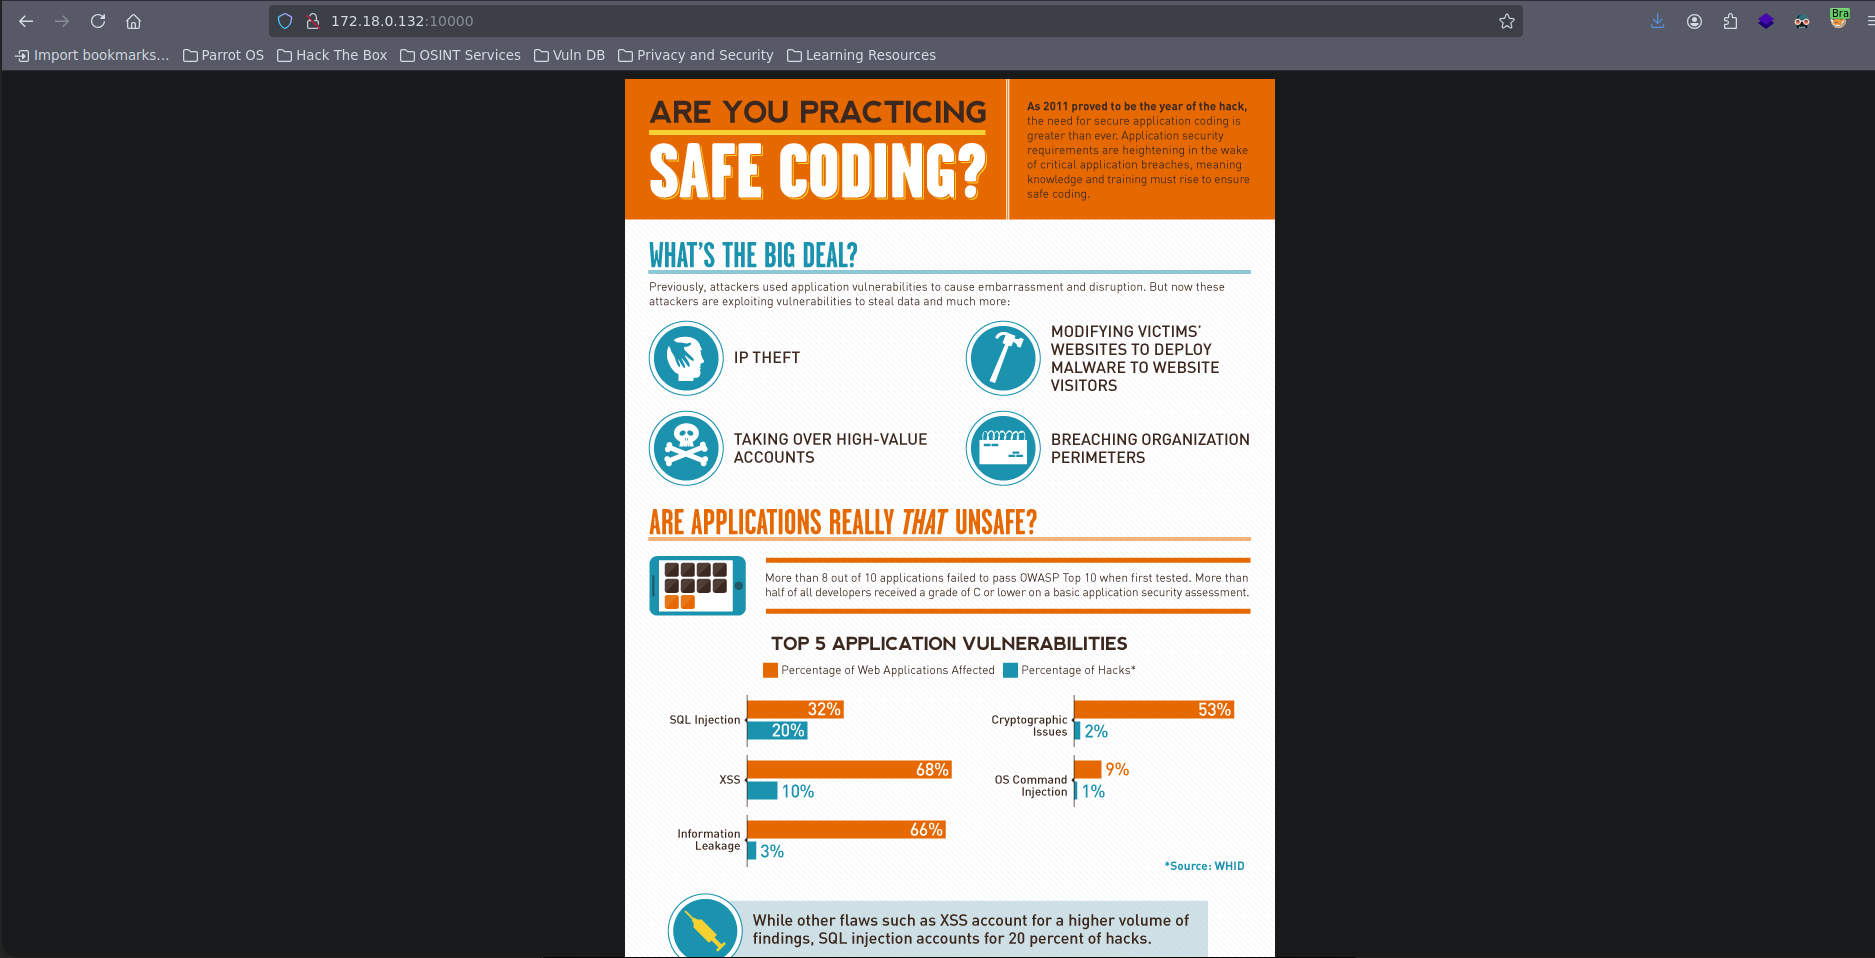 172.18.0.132:10000
Bra
Import bookmarks...
Parrot OS
Hack The Box
OSINT Services
Vuln DB
Privacy and Security
Learning Resources
ARE YOU PRACTICING
SAFE CODING?
As 2011 proved to be the year of the hack,
the need for secure application coding is
greater than ever. Application security
requirements are heightening in the wake
of critical application breaches, meaning
knowledge and training must rise to ensure
safe coding.
WHAT'S THE BIG DEAL?
Previously, attackers used application vulnerabilities to cause embarrassment and disruption. But now these
attackers are exploiting vulnerabilities to steal data and much more:
IP THEFT
MODIFYING VICTIMS'
WEBSITES TO DEPLOY
MALWARE TO WEBSITE
VISITORS
TAKING OVER HIGH-VALUE
ACCOUNTS
BREACHING ORGANIZATION
PERIMETERS
ARE APPLICATIONS REALLY THAT UNSAFE?
More than 8 out of 10 applications failed to pass OWASP Top 10 when first tested. More than
half of all developers received a grade of C or lower on a basic application security assessment.
TOP 5 APPLICATION VULNERABILITIES
Percentage of Web Applications Affected
Percentage of Hacks*
SQL Injection
32%
20%
Cryptographic
Issues
53%
2%
XSS
68%
10%
OS Command
Injection
9%
1%
Information
Leakage
66%
3%
*Source: WHID
While other flaws such as XSS account for a higher volume of
findings, SQL injection accounts for 20 percent of hacks.